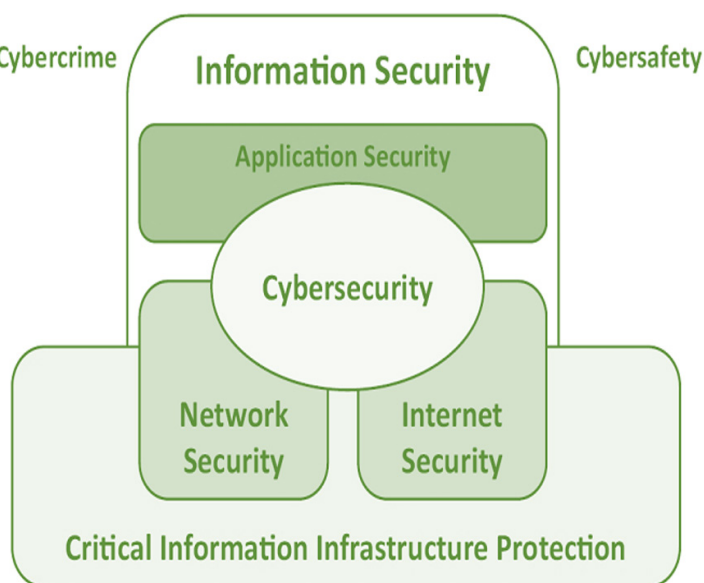 Cybercrime
Information Security
Cybersafety
Application Security
Cybersecurity
Network
Security
Internet
Security
Critical Information Infrastructure Protection